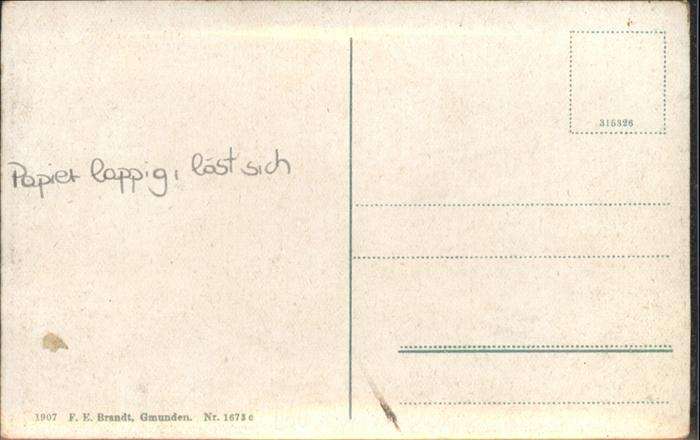 315326
Papier lappig, löst sich
1907 F. E. Brandt, Gmunden. Nr. 1673 c